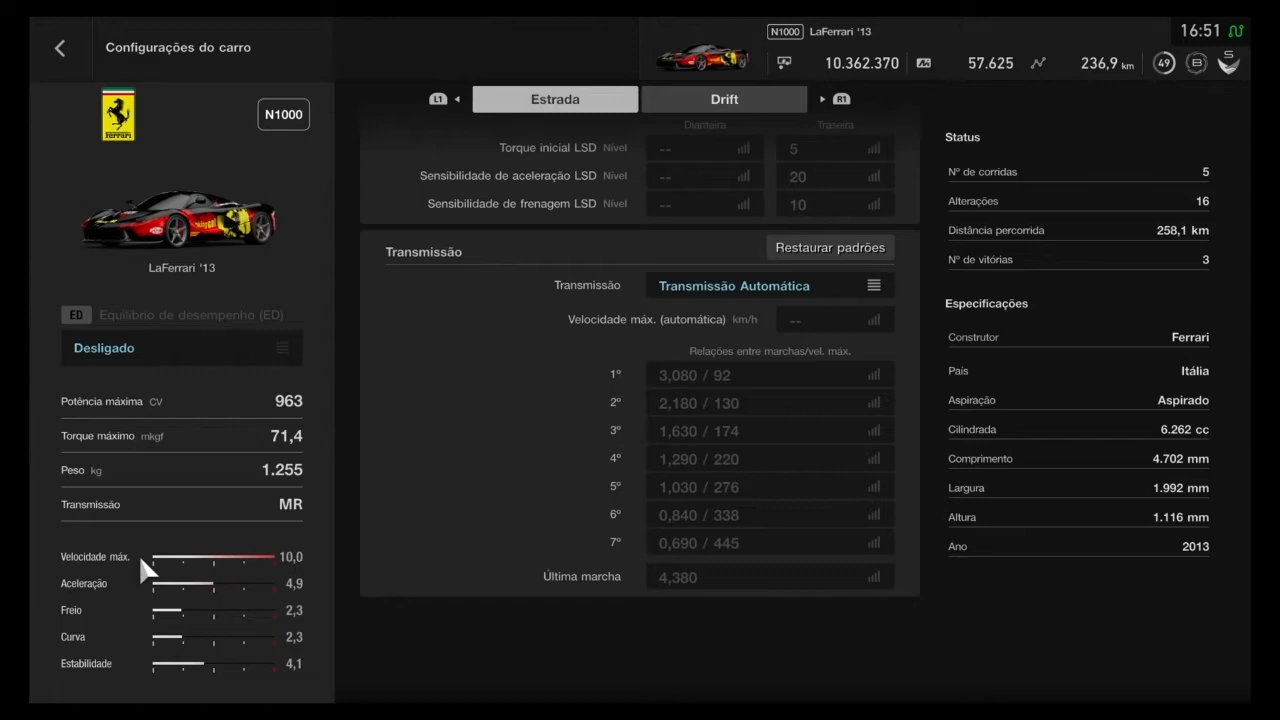 16:51
N1000 LaFerrari '13
Configurações do carro
10.362.370 57.625 236,9 km 49 B S
Ferrari
N1000
L1 Estrada Drift R1
Dianteira Traseira
Torque inicial LSD Nível -- 5
Sensibilidade de aceleração LSD Nível -- 20
Sensibilidade de frenagem LSD Nível -- 10
LaFerrari '13
ED Equilíbrio de desempenho (ED)
Desligado
Potência máxima CV 963
Torque máximo mkgf 71,4
Peso kg 1.255
Transmissão MR
Velocidade máx. 10,0
Aceleração 4,9
Freio 2,3
Curva 2,3
Estabilidade 4,1
Transmissão Restaurar padrões
Transmissão Transmissão Automática
Velocidade máx. (automática) km/h --
Relações entre marchas/vel. máx.
1º 3,080 / 92
2º 2,180 / 130
3º 1,630 / 174
4º 1,290 / 220
5º 1,030 / 276
6º 0,840 / 338
7º 0,690 / 445
Última marcha 4,380
Status
Nº de corridas 5
Alterações 16
Distância percorrida 258,1 km
Nº de vitórias 3
Especificações
Construtor Ferrari
País Itália
Aspiração Aspirado
Cilindrada 6.262 cc
Comprimento 4.702 mm
Largura 1.992 mm
Altura 1.116 mm
Ano 2013